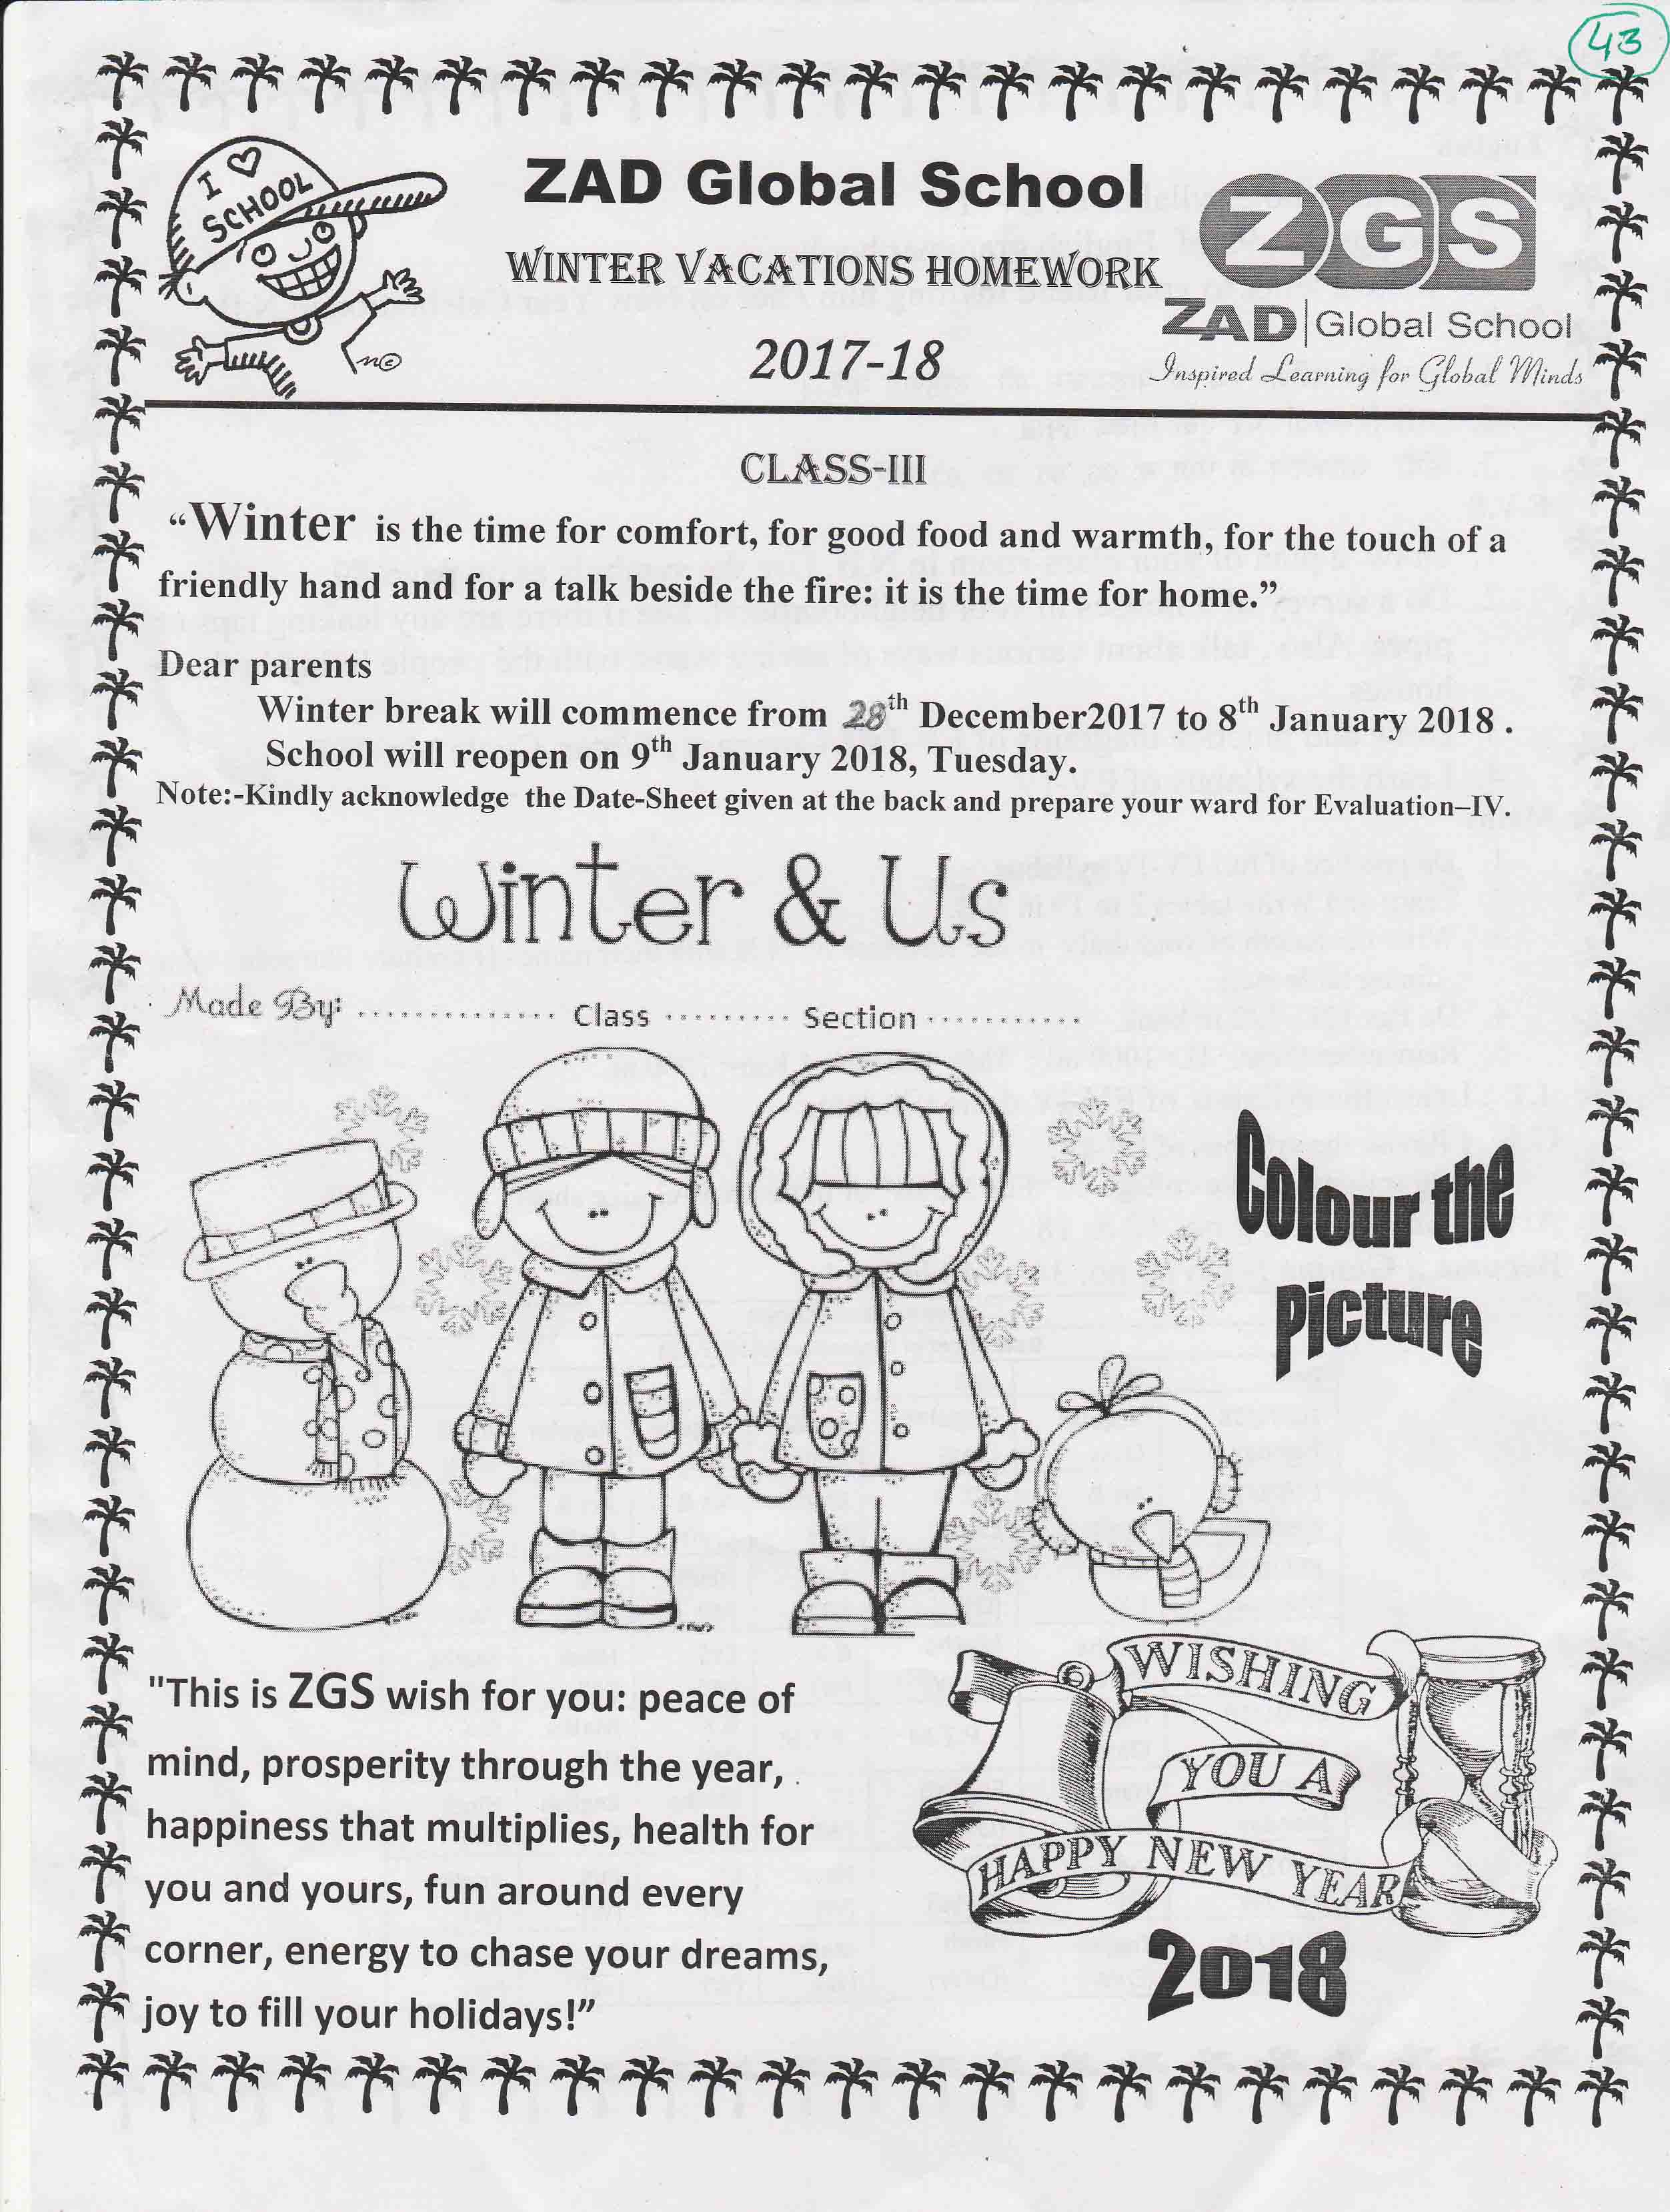 43
I ♡
SCHOOL
ZAD Global School
WINTER VACATIONS HOMEWORK
2017-18
ZGS
ZAD | Global School
Inspired Learning for Global Minds
CLASS-III
“Winter is the time for comfort, for good food and warmth, for the touch of a
friendly hand and for a talk beside the fire: it is the time for home.”
Dear parents
Winter break will commence from 28th December2017 to 8th January 2018 .
School will reopen on 9th January 2018, Tuesday.
Note:-Kindly acknowledge the Date-Sheet given at the back and prepare your ward for Evaluation–IV.
Winter & Us
Made By: ............... Class ......... Section ............
Colour the
Picture
"This is ZGS wish for you: peace of
mind, prosperity through the year,
happiness that multiplies, health for
you and yours, fun around every
corner, energy to chase your dreams,
joy to fill your holidays!”
WISHING
YOU A
HAPPY NEW YEAR
2018